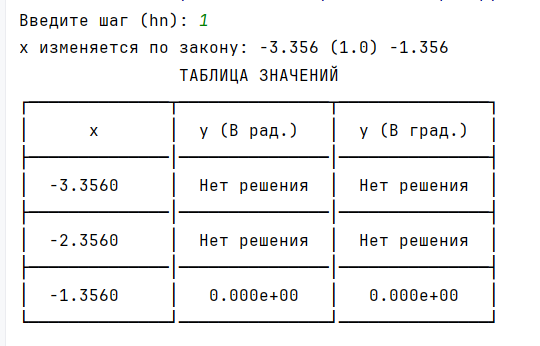 Введите шаг (hn): 1
x изменяется по закону: -3.356 (1.0) -1.356
ТАБЛИЦА ЗНАЧЕНИЙ
x y (В рад.) y (В град.)
-3.3560 Нет решения Нет решения
-2.3560 Нет решения Нет решения
-1.3560 0.000e+00 0.000e+00